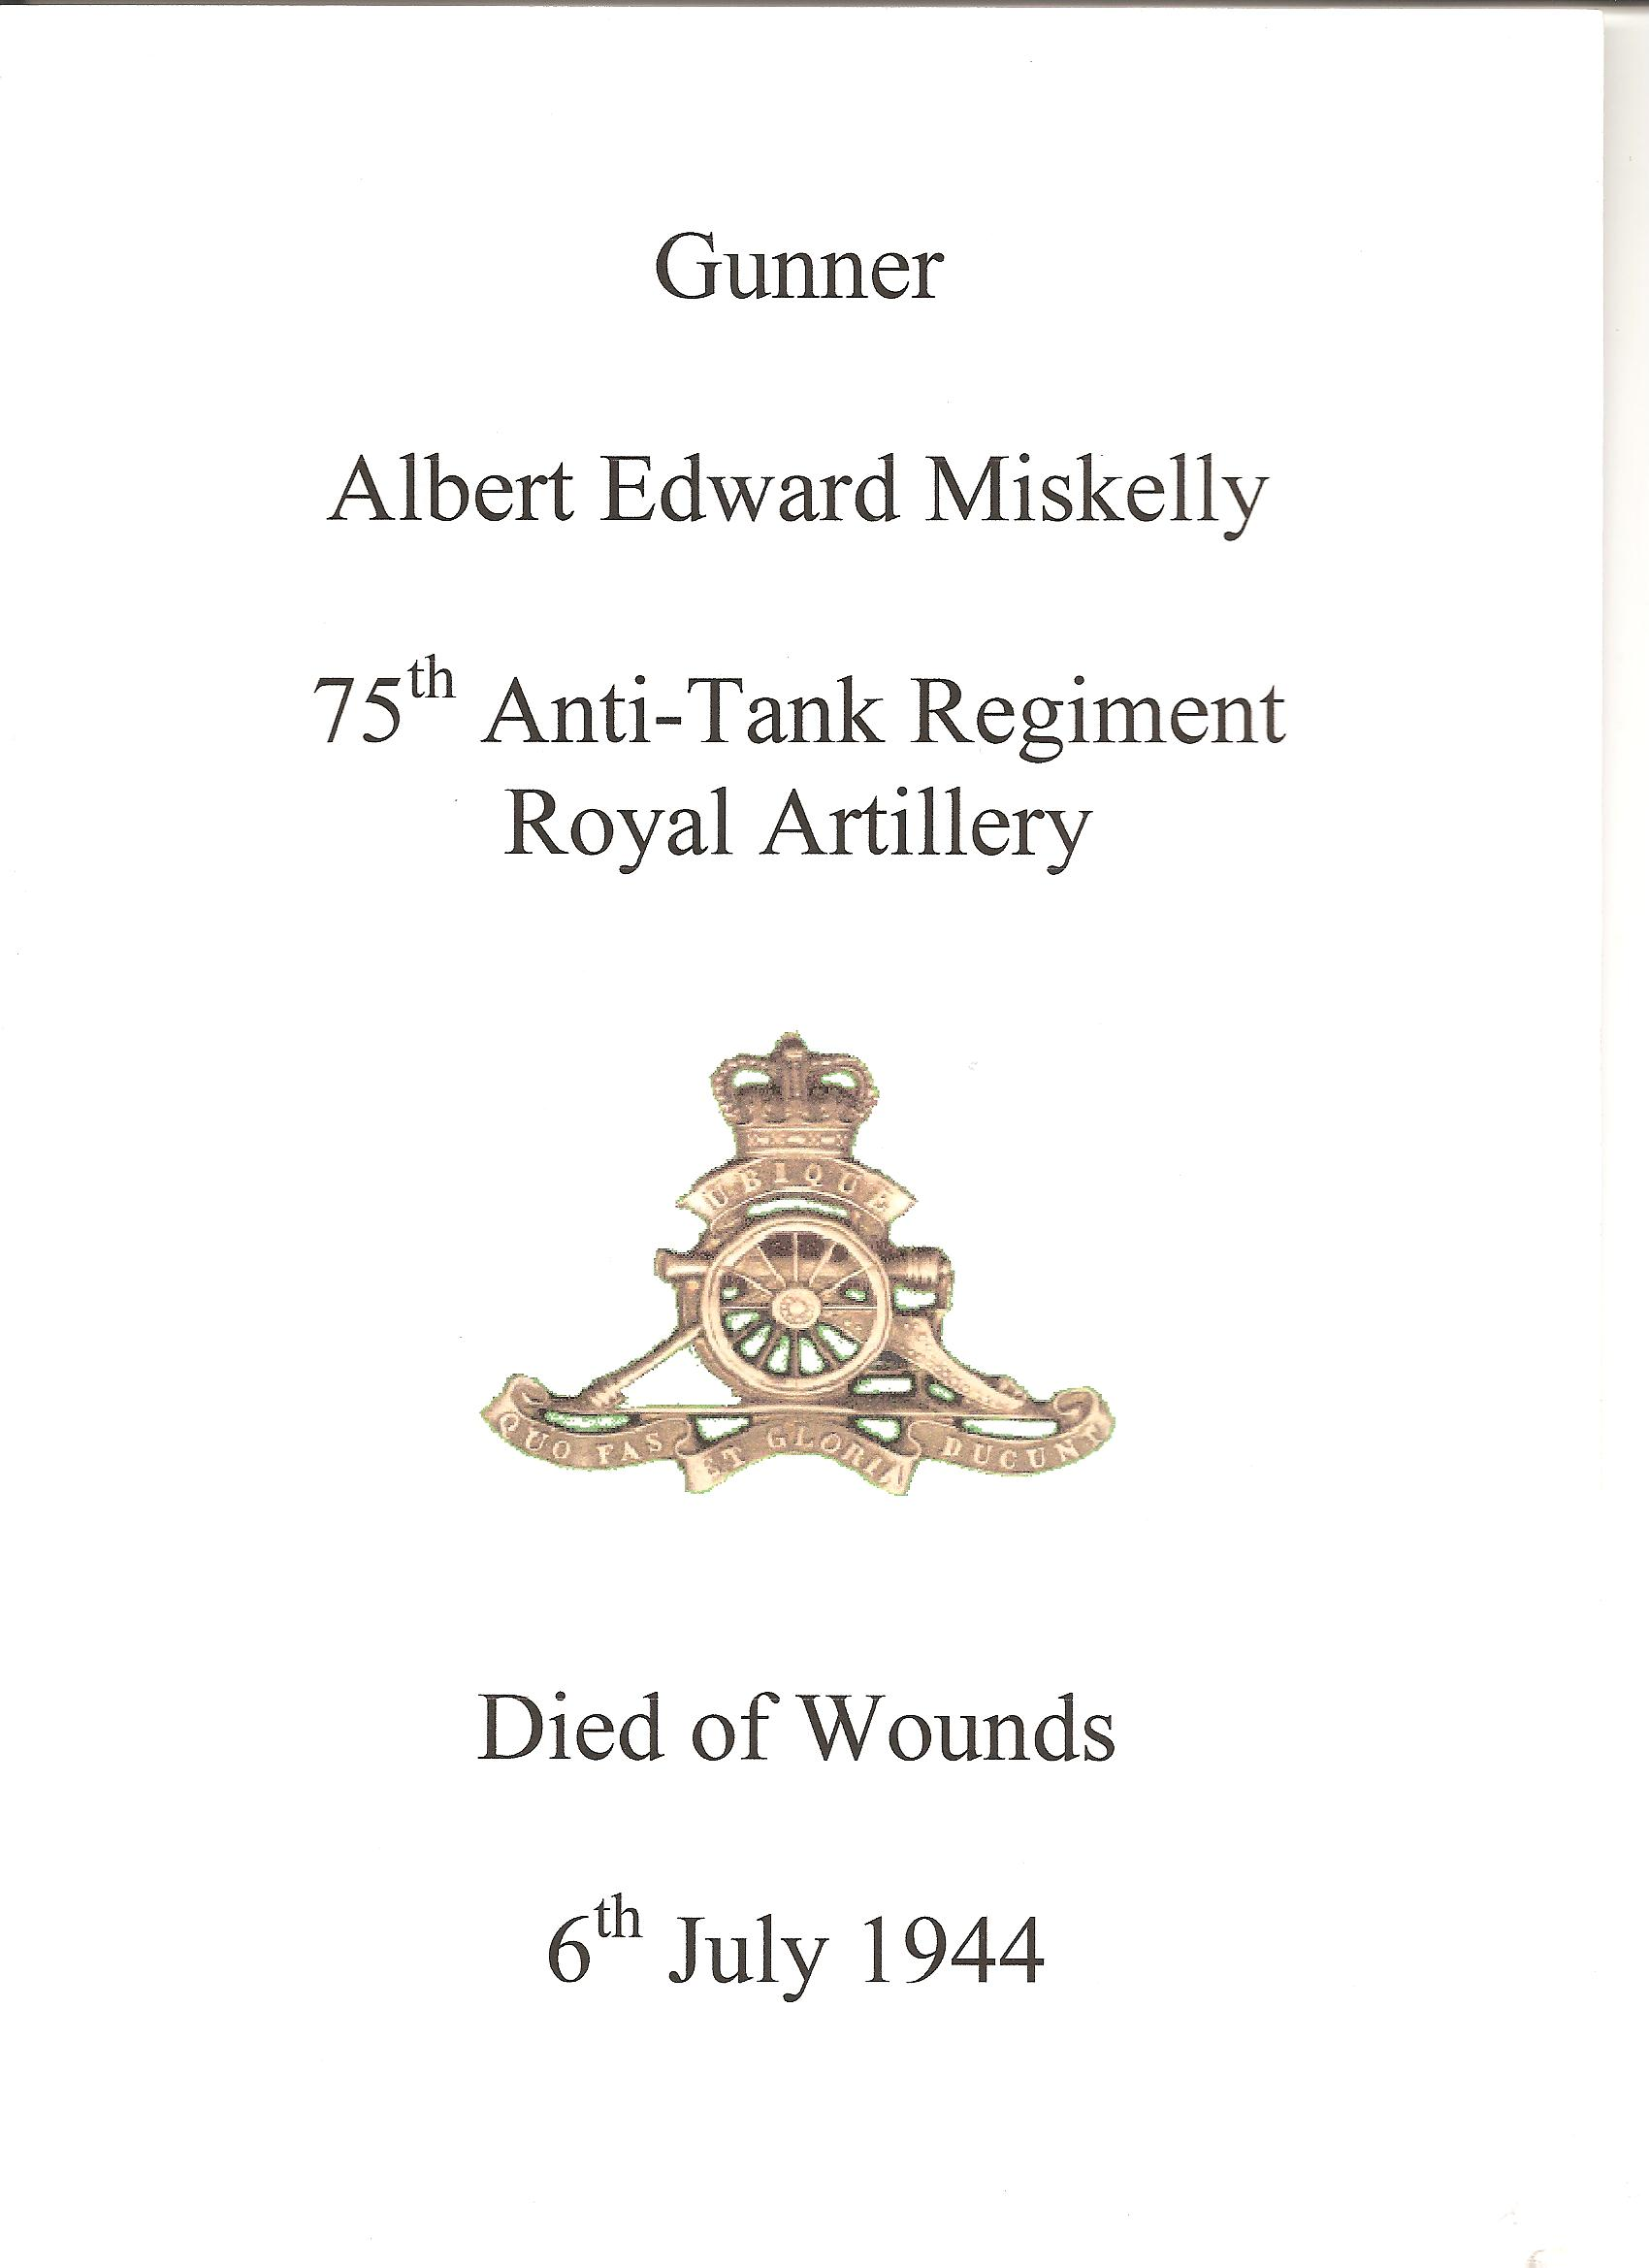 Gunner
Albert Edward Miskelly
75th Anti-Tank Regiment
Royal Artillery
UBIQUE
QUO FAS ET GLORIA DUCUNT
Died of Wounds
6th July 1944